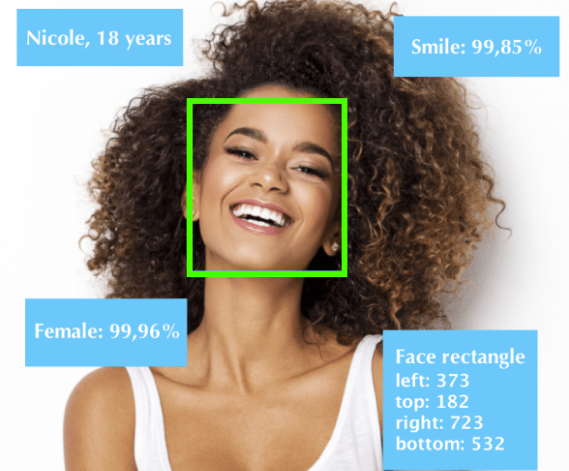 Nicole, 18 years
Smile: 99,85%
Female: 99,96%
Face rectangle
left: 373
top: 182
right: 723
bottom: 532